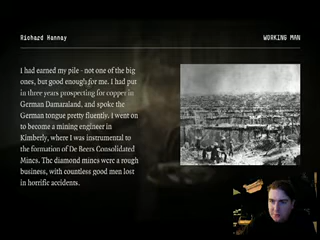 Richard Hannay
WORKING MAN
I had earned my pile - not one of the big
ones, but good enough for me. I had put
in three years prospecting for copper in
German Damaraland, and spoke the
German tongue pretty fluently. I went on
to become a mining engineer in
Kimberly, where I was instrumental to
the formation of De Beers Consolidated
Mines. The diamond mines were a rough
business, with countless good men lost
in horrific accidents.